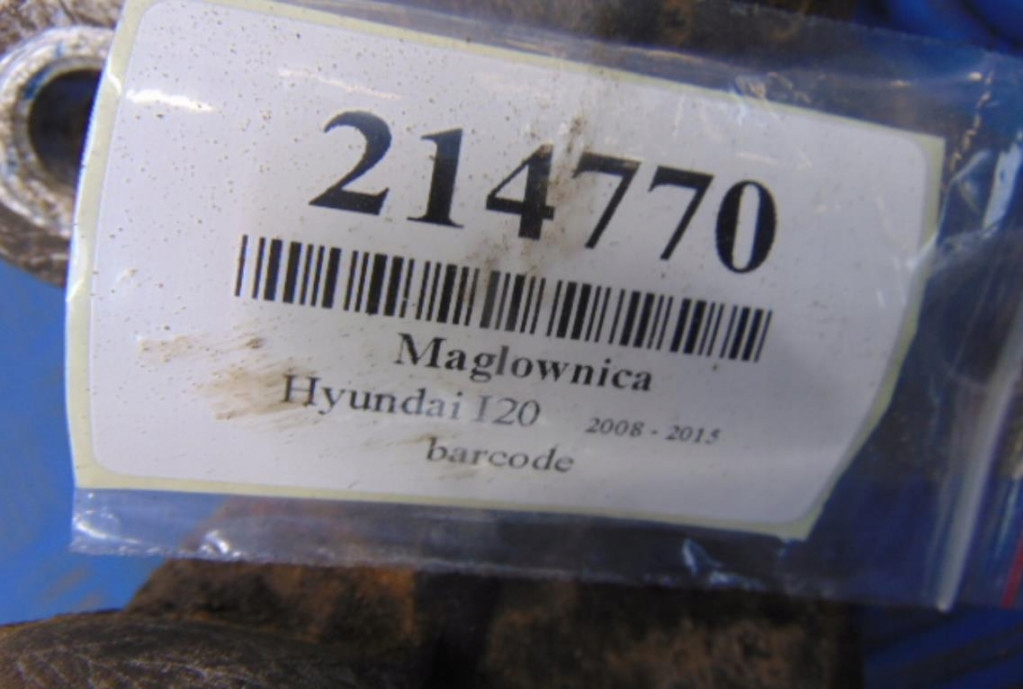 214770
Maglownica
Hyundai I20 2008 - 2015
barcode